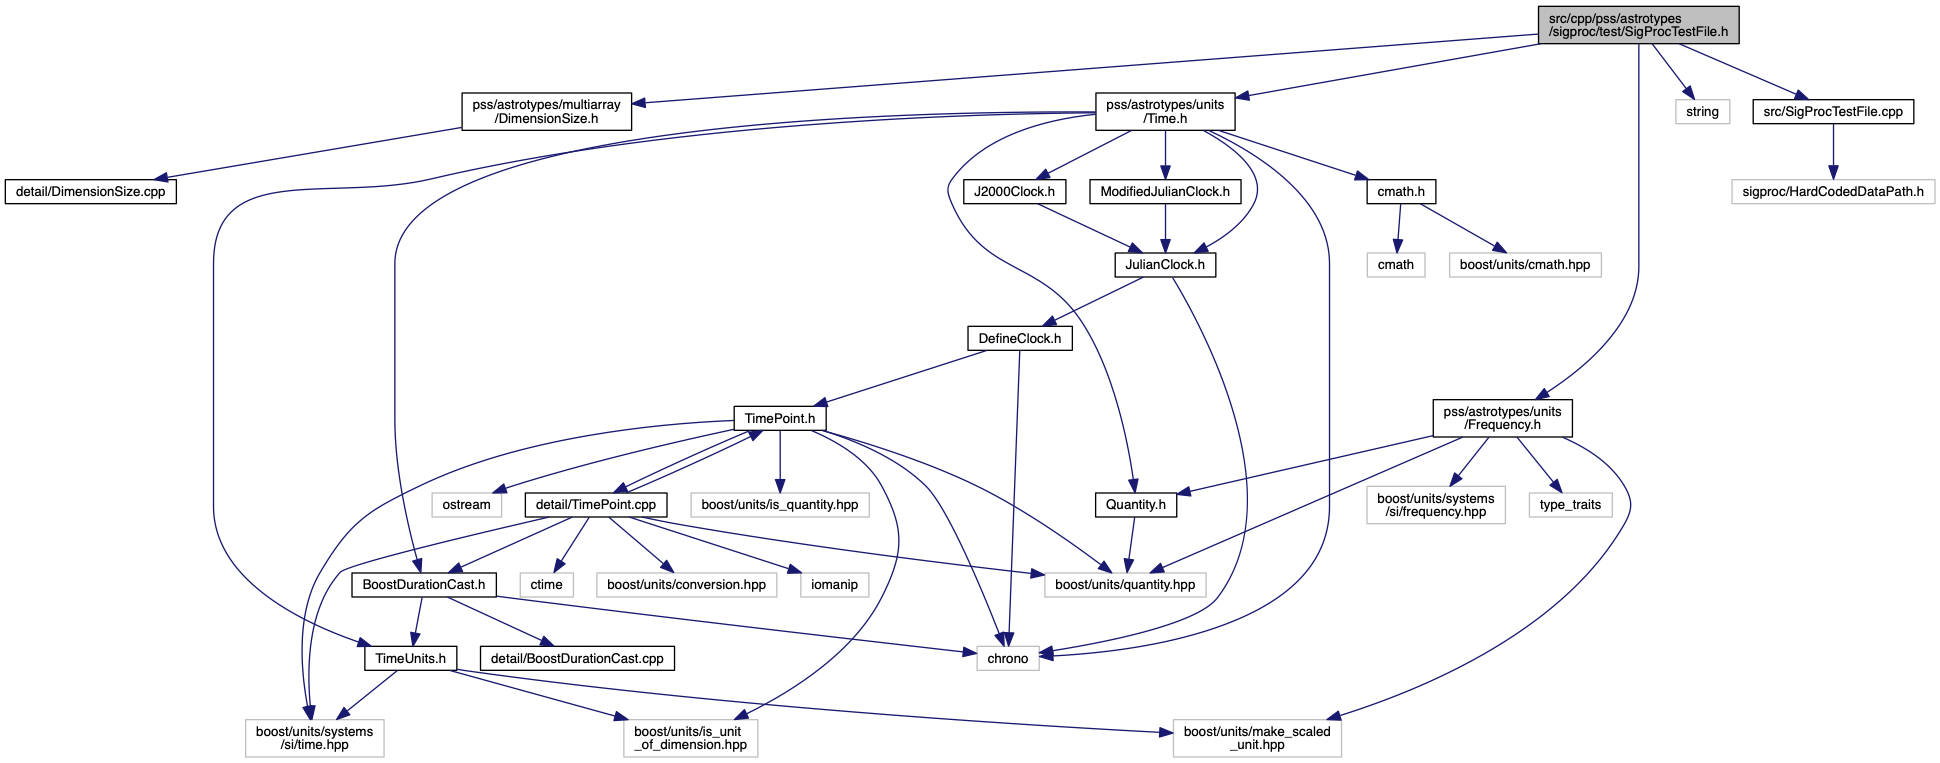 src/cpp/pss/astrotypes
/sigproc/test/SigProcTestFile.h
pss/astrotypes/multiarray
/DimensionSize.h
pss/astrotypes/units
/Time.h
string
src/SigProcTestFile.cpp
detail/DimensionSize.cpp
J2000Clock.h
ModifiedJulianClock.h
cmath.h
sigproc/HardCodedDataPath.h
JulianClock.h
cmath
boost/units/cmath.hpp
DefineClock.h
TimePoint.h
pss/astrotypes/units
/Frequency.h
ostream
detail/TimePoint.cpp
boost/units/is_quantity.hpp
Quantity.h
boost/units/systems
/si/frequency.hpp
type_traits
BoostDurationCast.h
ctime
boost/units/conversion.hpp
iomanip
boost/units/quantity.hpp
TimeUnits.h
detail/BoostDurationCast.cpp
chrono
boost/units/systems
/si/time.hpp
boost/units/is_unit
_of_dimension.hpp
boost/units/make_scaled
_unit.hpp